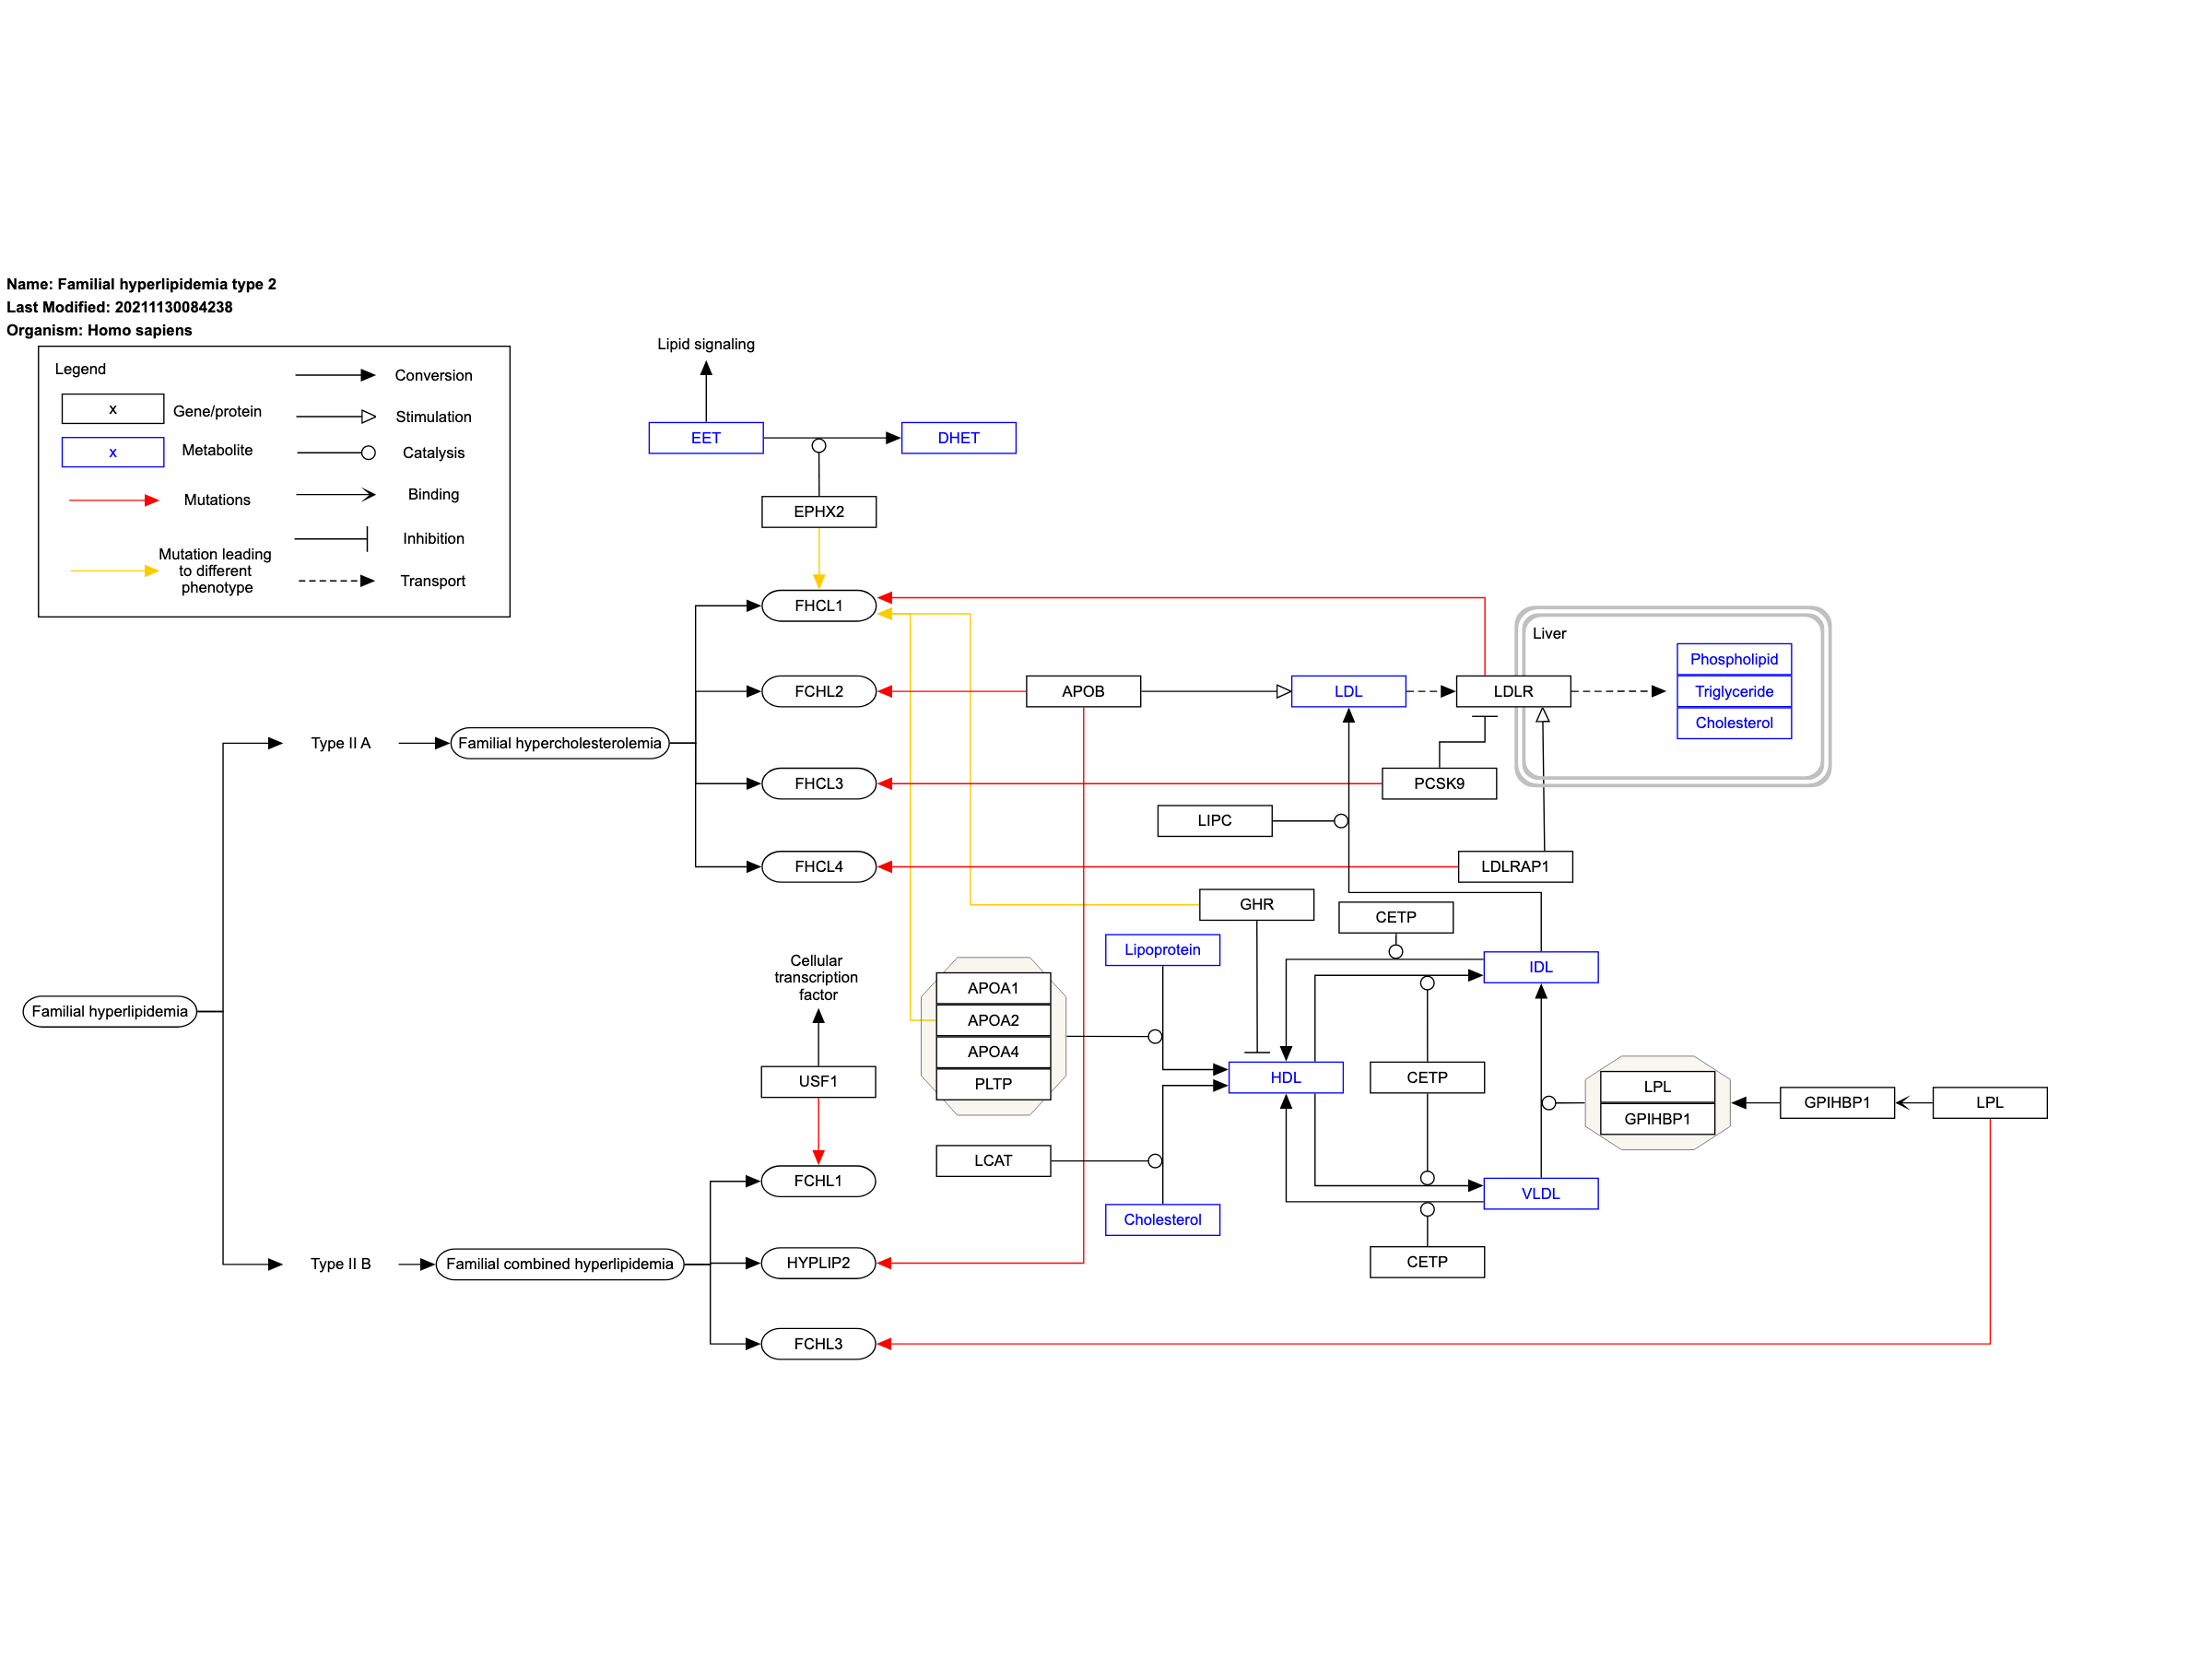 Name: Familial hyperlipidemia type 2
Last Modified: 20211130084238
Organism: Homo sapiens
Legend
x
Gene/protein
x
Metabolite
Mutations
Mutation leading
to different
phenotype
Conversion
Stimulation
Catalysis
Binding
Inhibition
Transport
Lipid signaling
EET
DHET
EPHX2
FHCL1
FCHL2
FHCL3
FHCL4
APOB
LDL
LDLR
Liver
Phospholipid
Triglyceride
Cholesterol
PCSK9
LIPC
LDLRAP1
GHR
CETP
Type II A
Familial hypercholesterolemia
Familial hyperlipidemia
Type II B
Familial combined hyperlipidemia
Cellular
transcription
factor
USF1
FCHL1
HYPLIP2
FCHL3
APOA1
APOA2
APOA4
PLTP
LCAT
Lipoprotein
Cholesterol
HDL
IDL
CETP
VLDL
CETP
LPL
GPIHBP1
GPIHBP1
LPL